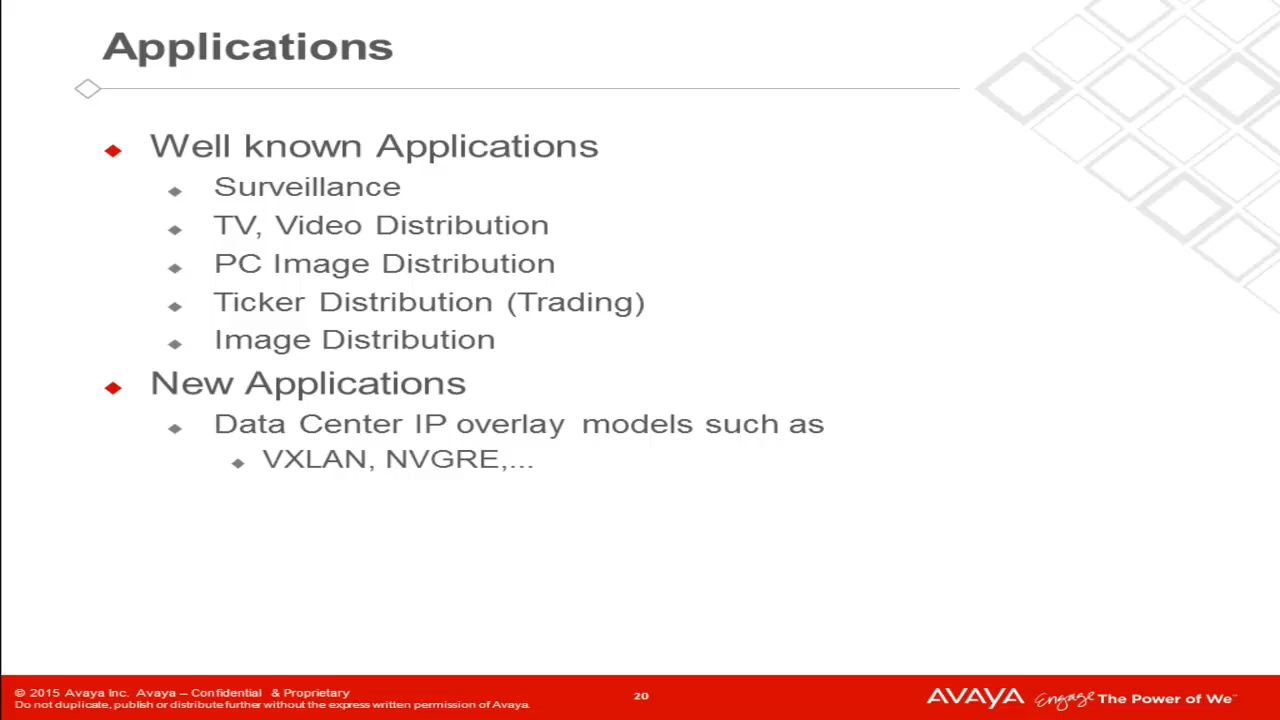 Applications
Well known Applications
Surveillance
TV, Video Distribution
PC Image Distribution
Ticker Distribution (Trading)
Image Distribution
New Applications
Data Center IP overlay models such as
VXLAN, NVGRE,...
© 2015 Avaya Inc. Avaya – Confidential & Proprietary
Do not duplicate, publish or distribute further without the express written permission of Avaya.
20
AVAYA Engage The Power of We™